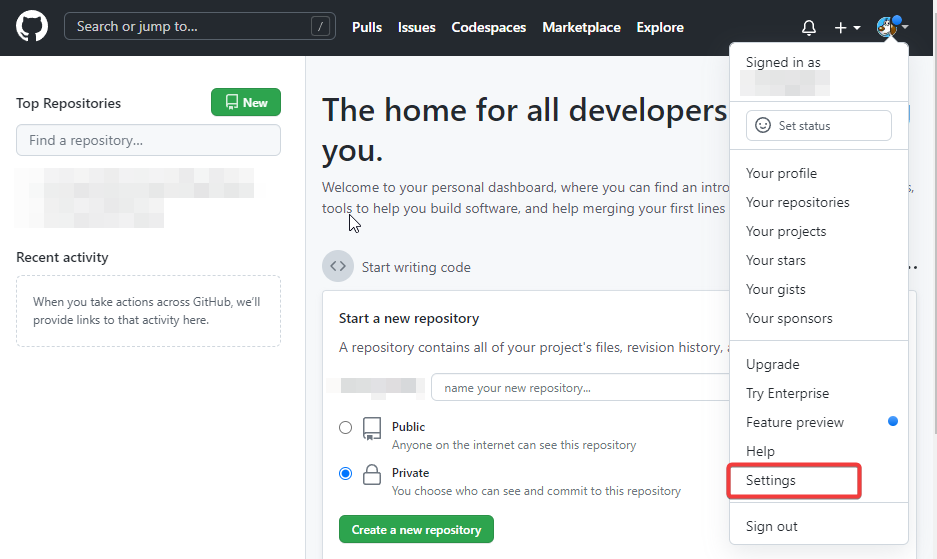 Search or jump to...
/
Pulls
Issues
Codespaces
Marketplace
Explore
Top Repositories
New
Find a repository...
Recent activity
When you take actions across GitHub, we'll
provide links to that activity here.
The home for all developers
you.
Welcome to your personal dashboard, where you can find an
tools to help you build software, and help merging your first lines
Start writing code
Start a new repository
A repository contains all of your project's files, revision history,
name your new repository...
Public
Anyone on the internet can see this repository
Private
You choose who can see and commit to this repository
Create a new repository
Signed in as
Set status
Your profile
Your repositories
Your projects
Your stars
Your gists
Your sponsors
Upgrade
Try Enterprise
Feature preview
Help
Settings
Sign out